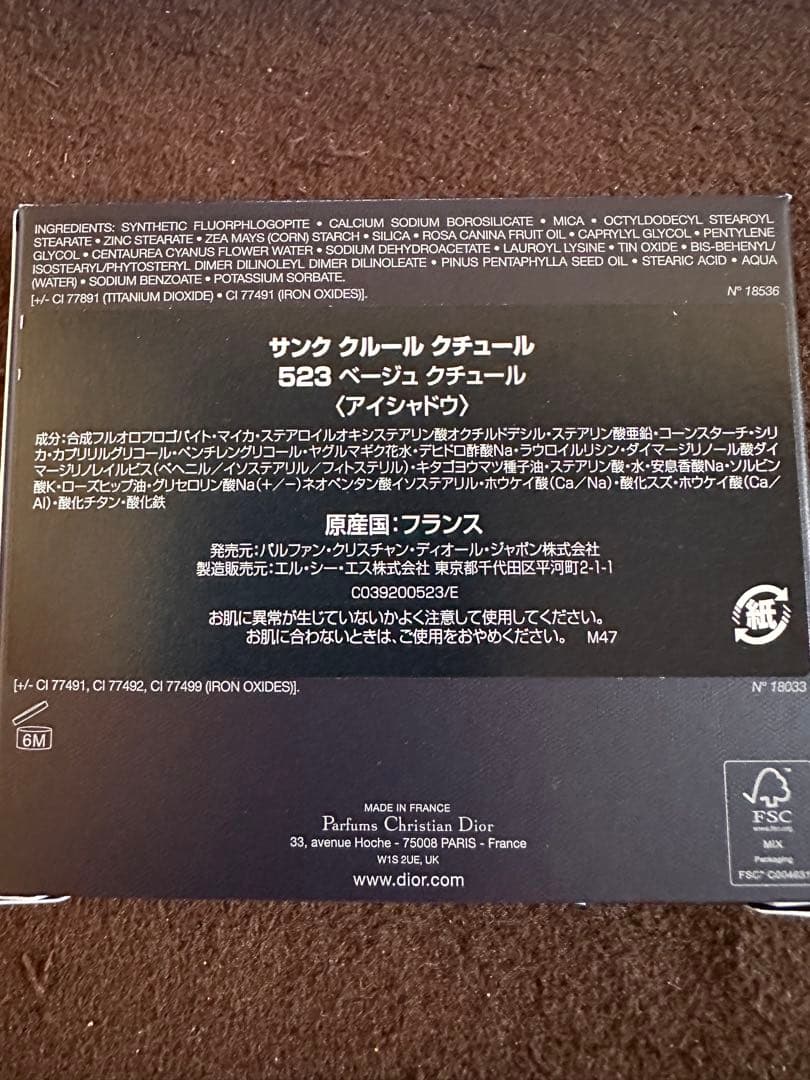 INGREDIENTS: SYNTHETIC FLUORPHLOGOPITE • CALCIUM SODIUM BOROSILICATE • MICA • OCTYLDODECYL STEAROYL
STEARATE • ZINC STEARATE • ZEA MAYS (CORN) STARCH • SILICA • ROSA CANINA FRUIT OIL • CAPRYLYL GLYCOL • PENTYLENE
GLYCOL • CENTAUREA CYANUS FLOWER WATER • SODIUM DEHYDROACETATE • LAUROYL LYSINE • TIN OXIDE • BIS-BEHENYL/
ISOSTEARYL/PHYTOSTERYL DIMER DILINOLEYL DIMER DILINOLEATE • PINUS PENTAPHYLLA SEED OIL • STEARIC ACID • AQUA
(WATER) • SODIUM BENZOATE • POTASSIUM SORBATE.
[+/- CI 77891 (TITANIUM DIOXIDE) • CI 77491 (IRON OXIDES)]. N° 18536
サンク クルール クチュール
523 ベージュ クチュール
〈アイシャドウ〉
成分:合成フルオロフロゴパイト・マイカ・ステアロイルオキシステアリン酸オクチルドデシル・ステアリン酸亜鉛・コーンスターチ・シリ
カ・カプリリルグリコール・ペンチレングリコール・ヤグルマギク花水・デヒドロ酢酸Na・ラウロイルリシン・ダイマージリノール酸ダイ
マージリノレイルビス(ベヘニル/イソステアリル/フィトステリル)・キタゴヨウマツ種子油・ステアリン酸・水・安息香酸Na・ソルビン
酸K・ローズヒップ油・グリセロリン酸Na(+/−)ネオペンタン酸イソステアリル・ホウケイ酸(Ca/Na)・酸化スズ・ホウケイ酸(Ca/
Al)・酸化チタン・酸化鉄
原産国:フランス
発売元:パルファン・クリスチャン・ディオール・ジャポン株式会社
製造販売元:エル・シー・エス株式会社 東京都千代田区平河町2-1-1
C039200523/E
お肌に異常が生じていないかよく注意して使用してください。
お肌に合わないときは、ご使用をおやめください。 M47
紙
[+/- CI 77491, CI 77492, CI 77499 (IRON OXIDES)]. N° 18033
6M
MADE IN FRANCE
Parfums Christian Dior
33, avenue Hoche - 75008 PARIS - France
W1S 2UE, UK
www.dior.com
FSC
www.fsc.org
MIX
Packaging
FSC™ C004631